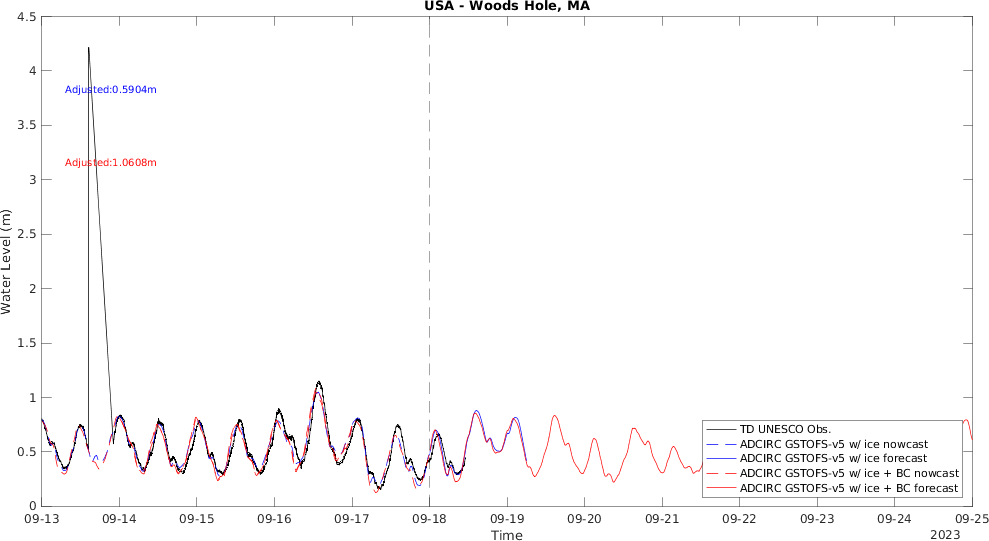 USA - Woods Hole, MA
4.5
4
3.5
3
2.5
2
1.5
1
0.5
0
Water Level (m)
Adjusted:0.5904m
Adjusted:1.0608m
TD UNESCO Obs.
ADCIRC GSTOFS-v5 w/ ice nowcast
ADCIRC GSTOFS-v5 w/ ice forecast
ADCIRC GSTOFS-v5 w/ ice + BC nowcast
ADCIRC GSTOFS-v5 w/ ice + BC forecast
09-13 09-14 09-15 09-16 09-17 09-18 09-19 09-20 09-21 09-22 09-23 09-24 09-25
Time
2023